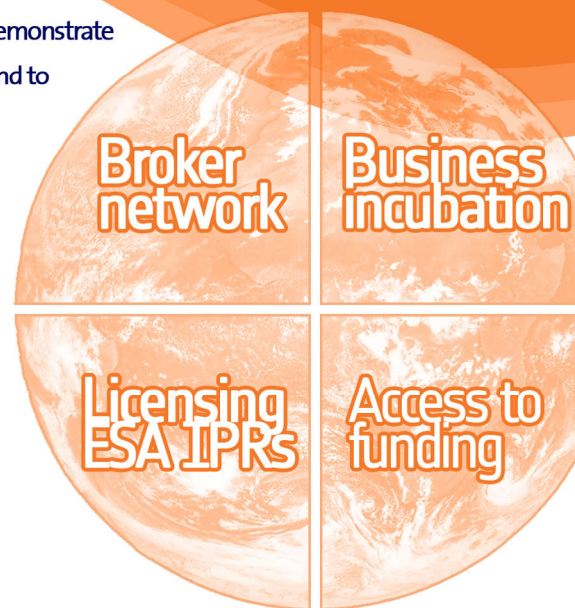 emonstrate
nd to
Broker
network
Business
incubation
Licensing
ESA IPRs
Access to
funding